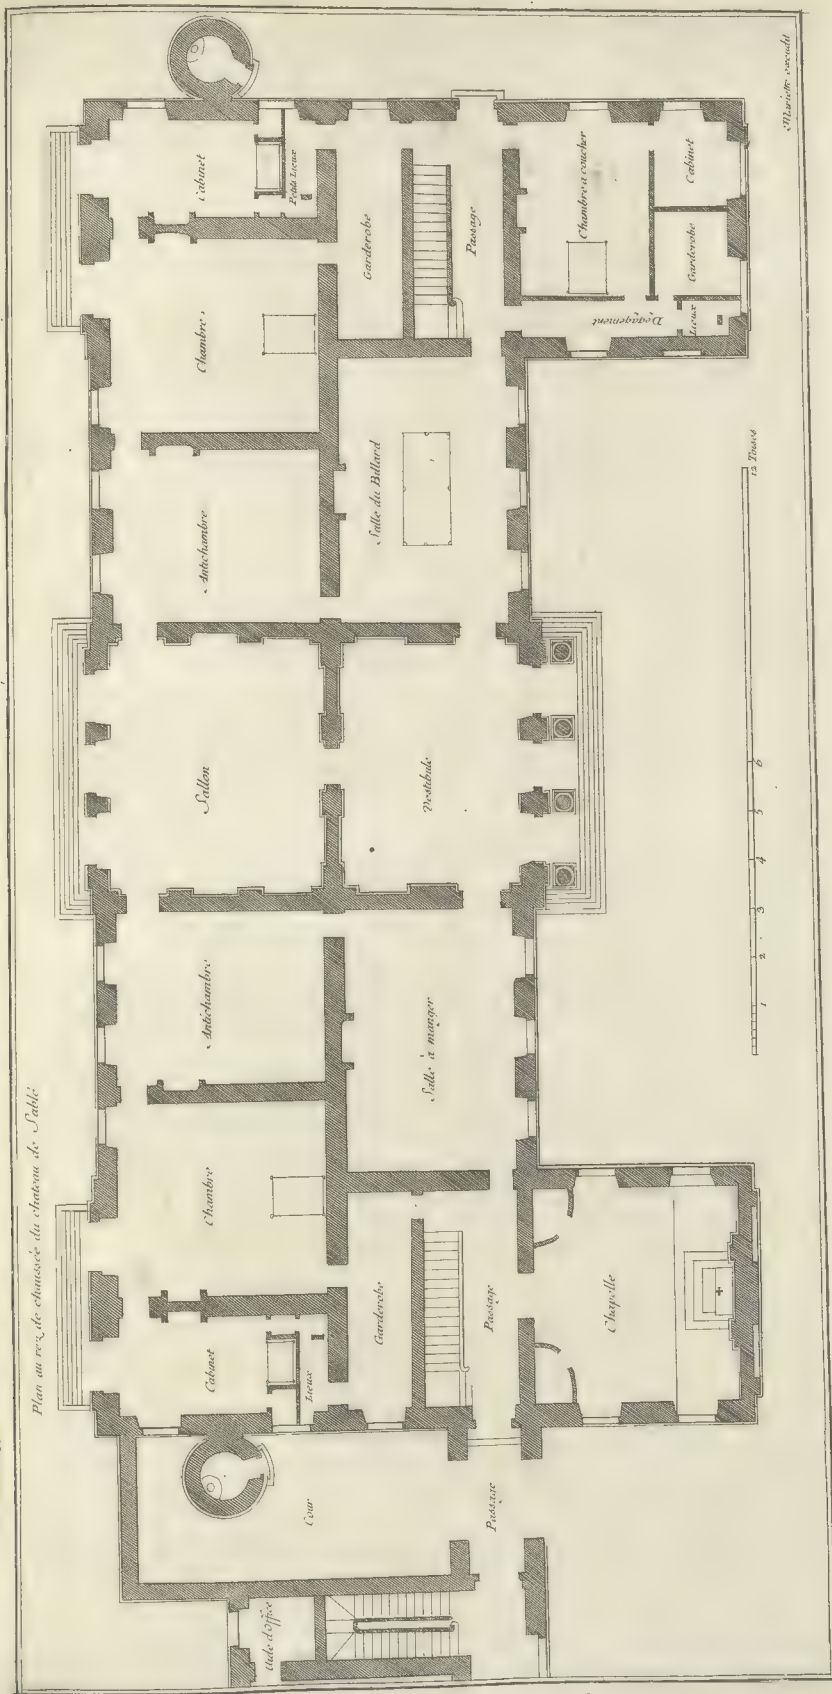 Plan au rez de chaussée du chateau de Sablé
Mariette excudit
Cabinet
Petits Lieux
Chambre
Garderobe
Passage
Chambre a coucher
Cabinet
Garderobe
Degagement
Lieux
Antichambre
Salle du Billard
Sallon
Vestibule
Antichambre
Salle à manger
Chambre
Cabinet
Lieux
Garderobe
Passage
Chapelle
Cour
Passage
Aide d'office
1 2 3 4 5 6 12 Toises